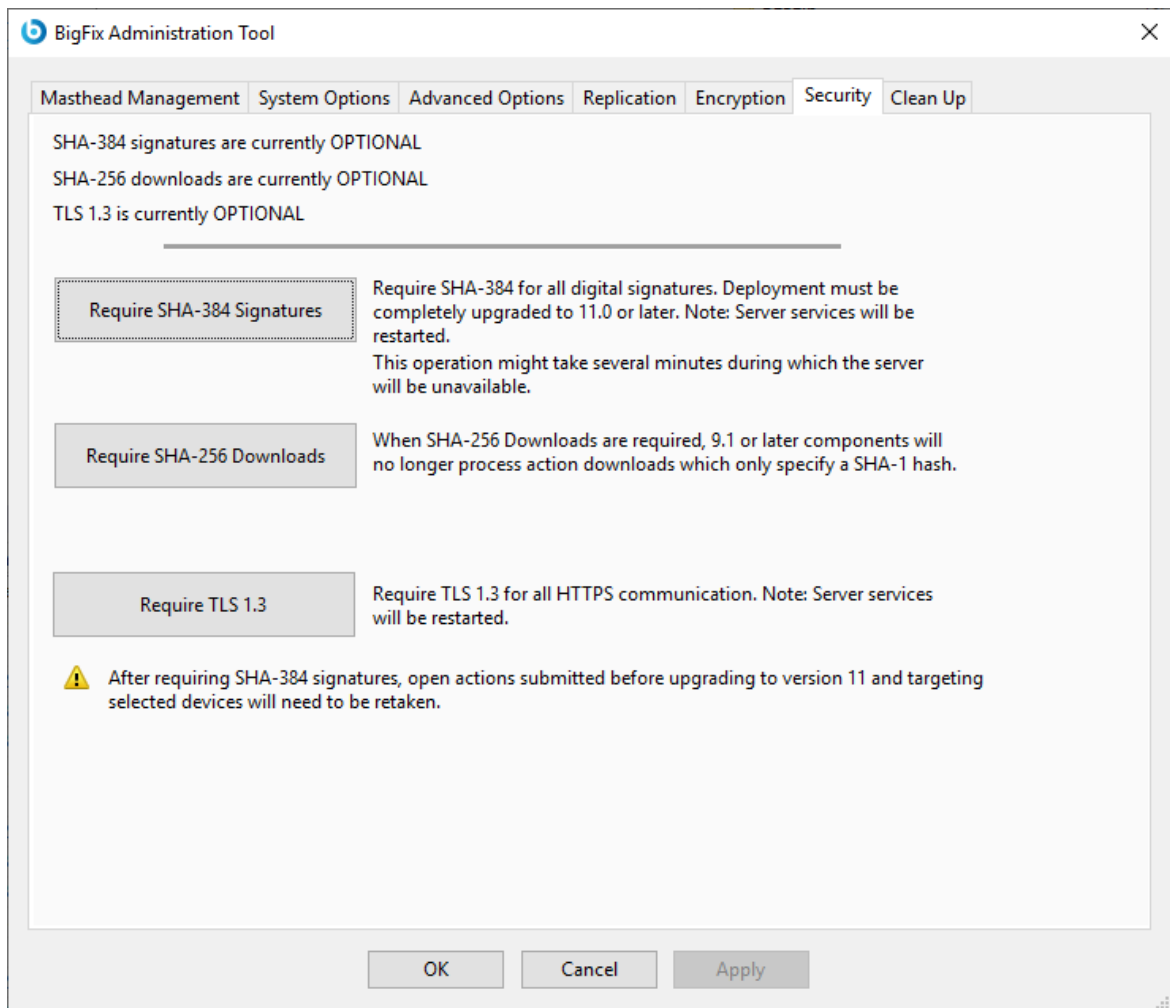 BigFix Administration Tool
Masthead Management
System Options
Advanced Options
Replication
Encryption
Security
Clean Up
SHA-384 signatures are currently OPTIONAL
SHA-256 downloads are currently OPTIONAL
TLS 1.3 is currently OPTIONAL
Require SHA-384 Signatures
Require SHA-384 for all digital signatures. Deployment must be
completely upgraded to 11.0 or later. Note: Server services will be
restarted.
This operation might take several minutes during which the server
will be unavailable.
Require SHA-256 Downloads
When SHA-256 Downloads are required, 9.1 or later components will
no longer process action downloads which only specify a SHA-1 hash.
Require TLS 1.3
Require TLS 1.3 for all HTTPS communication. Note: Server services
will be restarted.
After requiring SHA-384 signatures, open actions submitted before upgrading to version 11 and targeting
selected devices will need to be retaken.
OK
Cancel
Apply